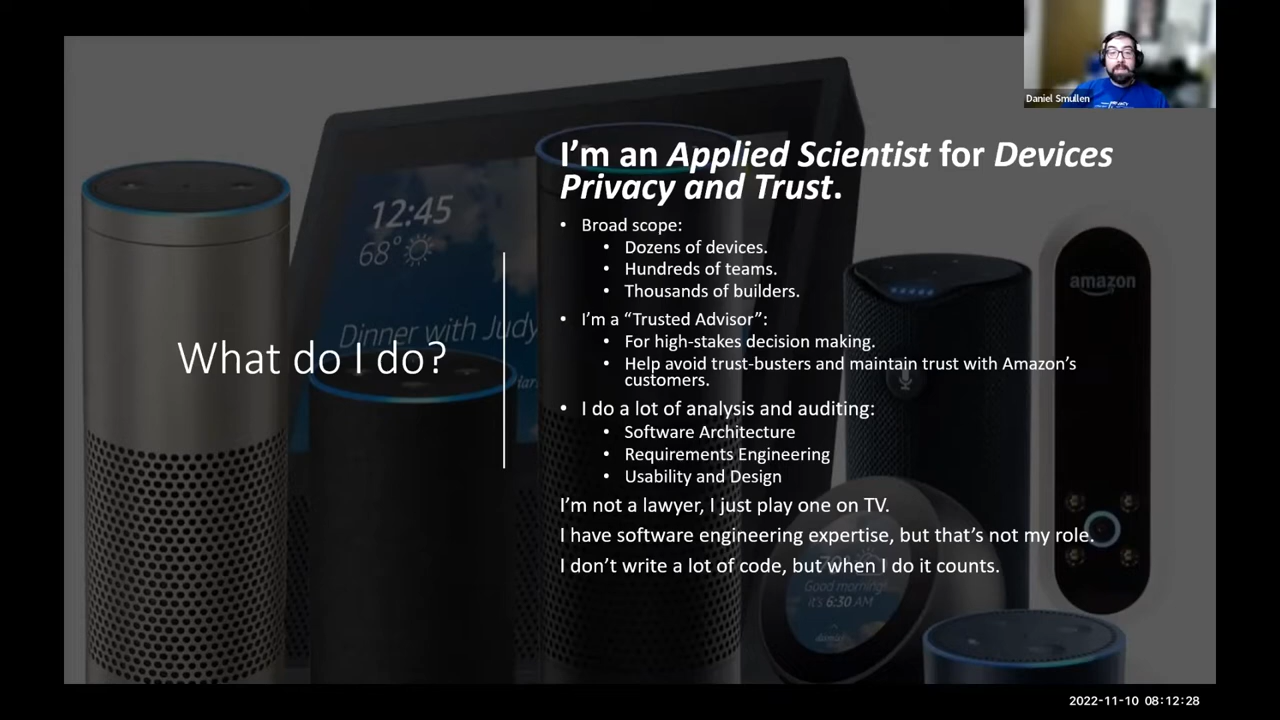 Daniel Smullen
I'm an Applied Scientist for Devices
Privacy and Trust.
• Broad scope:
• Dozens of devices.
• Hundreds of teams.
• Thousands of builders.
• I'm a “Trusted Advisor”:
• For high-stakes decision making.
• Help avoid trust-busters and maintain trust with Amazon's
customers.
• I do a lot of analysis and auditing:
• Software Architecture
• Requirements Engineering
• Usability and Design
I'm not a lawyer, I just play one on TV.
I have software engineering expertise, but that's not my role.
I don't write a lot of code, but when I do it counts.
What do I do?
12:45
68°
Dinner with Judy
amazon
Good morning!
it's 6:30 AM
2022-11-10 08:12:28